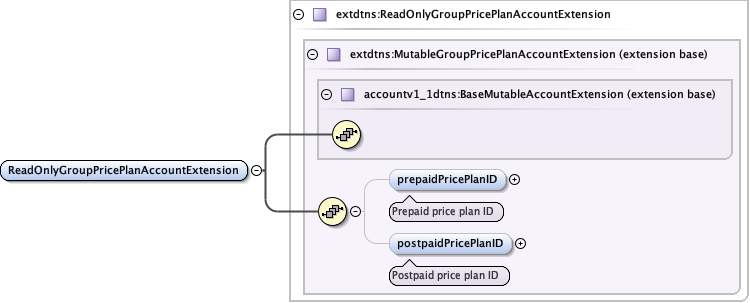 extdtns:ReadOnlyGroupPricePlanAccountExtension
extdtns:MutableGroupPricePlanAccountExtension (extension base)
accountv1_1dtns:BaseMutableAccountExtension (extension base)
ReadOnlyGroupPricePlanAccountExtension
prepaidPricePlanID
Prepaid price plan ID
postpaidPricePlanID
Postpaid price plan ID